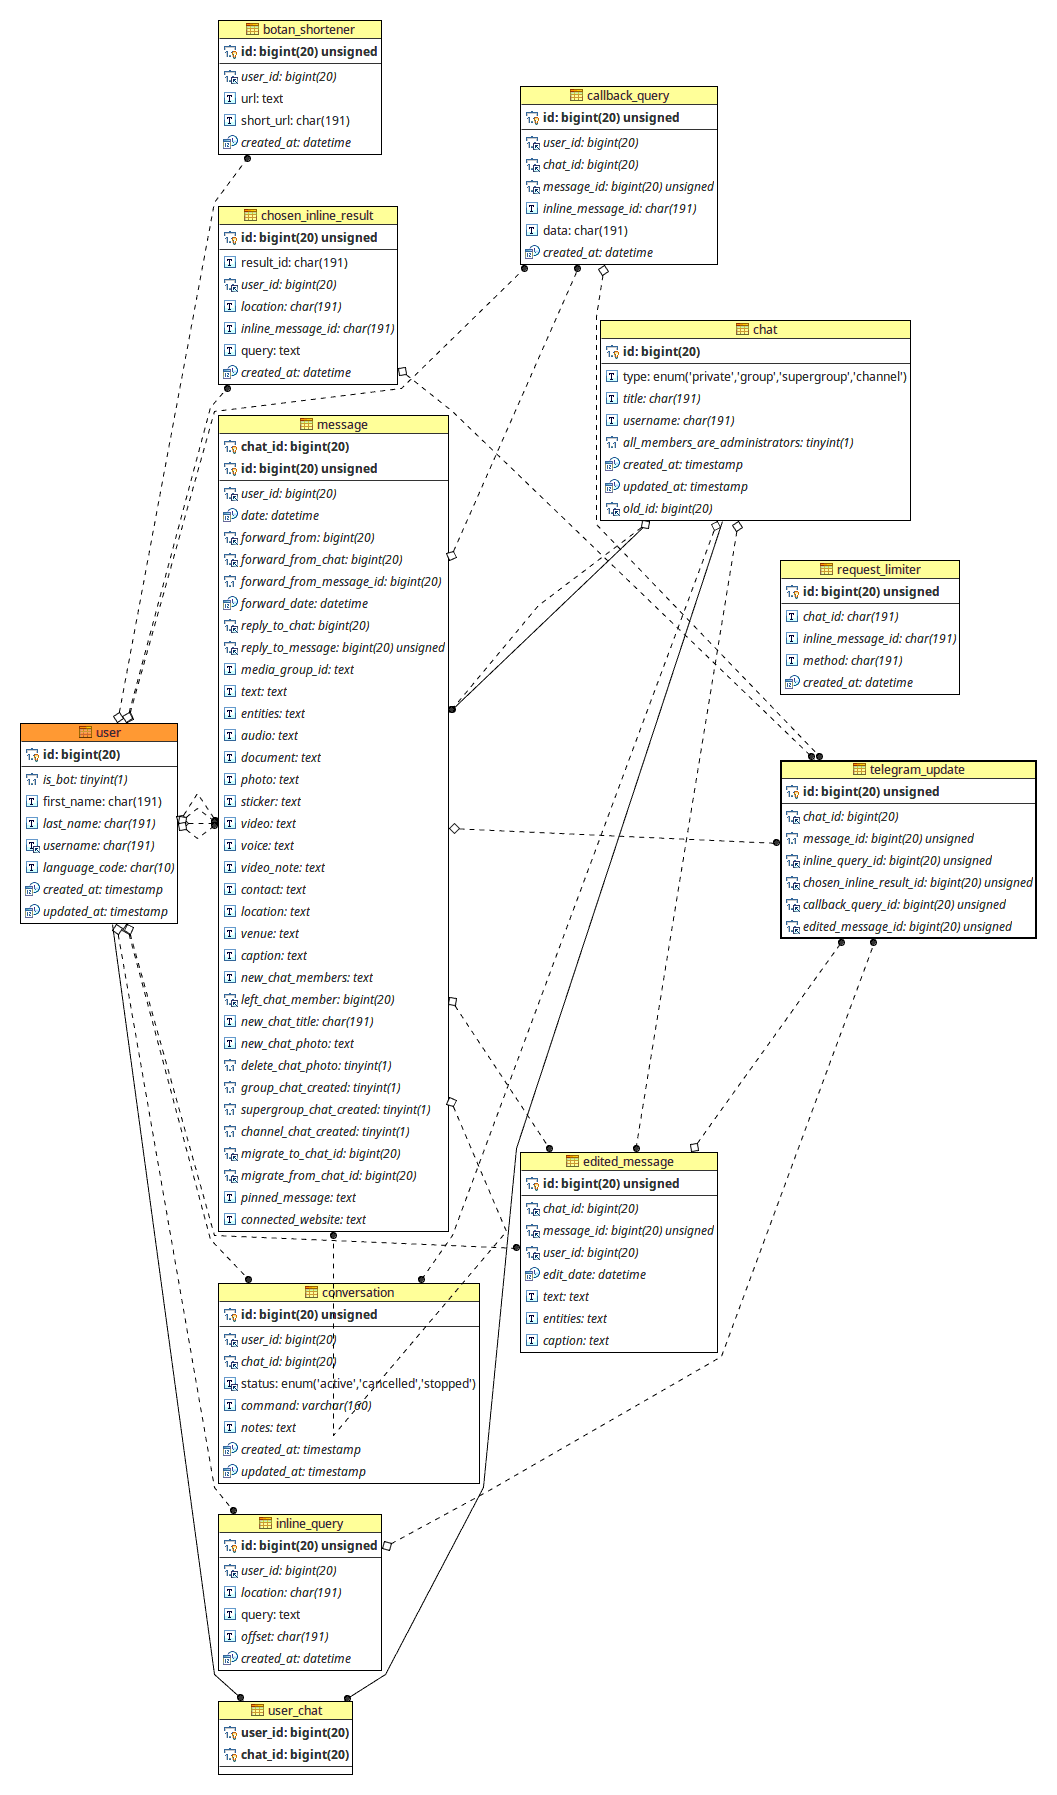 botan_shortener
id: bigint(20) unsigned
user_id: bigint(20)
url: text
short_url: char(191)
created_at: datetime
callback_query
id: bigint(20) unsigned
user_id: bigint(20)
chat_id: bigint(20)
message_id: bigint(20) unsigned
inline_message_id: char(191)
data: char(191)
created_at: datetime
chosen_inline_result
id: bigint(20) unsigned
result_id: char(191)
user_id: bigint(20)
location: char(191)
inline_message_id: char(191)
query: text
created_at: datetime
chat
id: bigint(20)
type: enum('private','group','supergroup','channel')
title: char(191)
username: char(191)
all_members_are_administrators: tinyint(1)
created_at: timestamp
updated_at: timestamp
old_id: bigint(20)
message
chat_id: bigint(20)
id: bigint(20) unsigned
user_id: bigint(20)
date: datetime
forward_from: bigint(20)
forward_from_chat: bigint(20)
forward_from_message_id: bigint(20)
forward_date: datetime
reply_to_chat: bigint(20)
reply_to_message: bigint(20) unsigned
media_group_id: text
text: text
entities: text
audio: text
document: text
photo: text
sticker: text
video: text
voice: text
video_note: text
contact: text
location: text
venue: text
caption: text
new_chat_members: text
left_chat_member: bigint(20)
new_chat_title: char(191)
new_chat_photo: text
delete_chat_photo: tinyint(1)
group_chat_created: tinyint(1)
supergroup_chat_created: tinyint(1)
channel_chat_created: tinyint(1)
migrate_to_chat_id: bigint(20)
migrate_from_chat_id: bigint(20)
pinned_message: text
connected_website: text
request_limiter
id: bigint(20) unsigned
chat_id: char(191)
inline_message_id: char(191)
method: char(191)
created_at: datetime
user
id: bigint(20)
is_bot: tinyint(1)
first_name: char(191)
last_name: char(191)
username: char(191)
language_code: char(10)
created_at: timestamp
updated_at: timestamp
telegram_update
id: bigint(20) unsigned
chat_id: bigint(20)
message_id: bigint(20) unsigned
inline_query_id: bigint(20) unsigned
chosen_inline_result_id: bigint(20) unsigned
callback_query_id: bigint(20) unsigned
edited_message_id: bigint(20) unsigned
edited_message
id: bigint(20) unsigned
chat_id: bigint(20)
message_id: bigint(20) unsigned
user_id: bigint(20)
edit_date: datetime
text: text
entities: text
caption: text
conversation
id: bigint(20) unsigned
user_id: bigint(20)
chat_id: bigint(20)
status: enum('active','cancelled','stopped')
command: varchar(160)
notes: text
created_at: timestamp
updated_at: timestamp
inline_query
id: bigint(20) unsigned
user_id: bigint(20)
location: char(191)
query: text
offset: char(191)
created_at: datetime
user_chat
user_id: bigint(20)
chat_id: bigint(20)